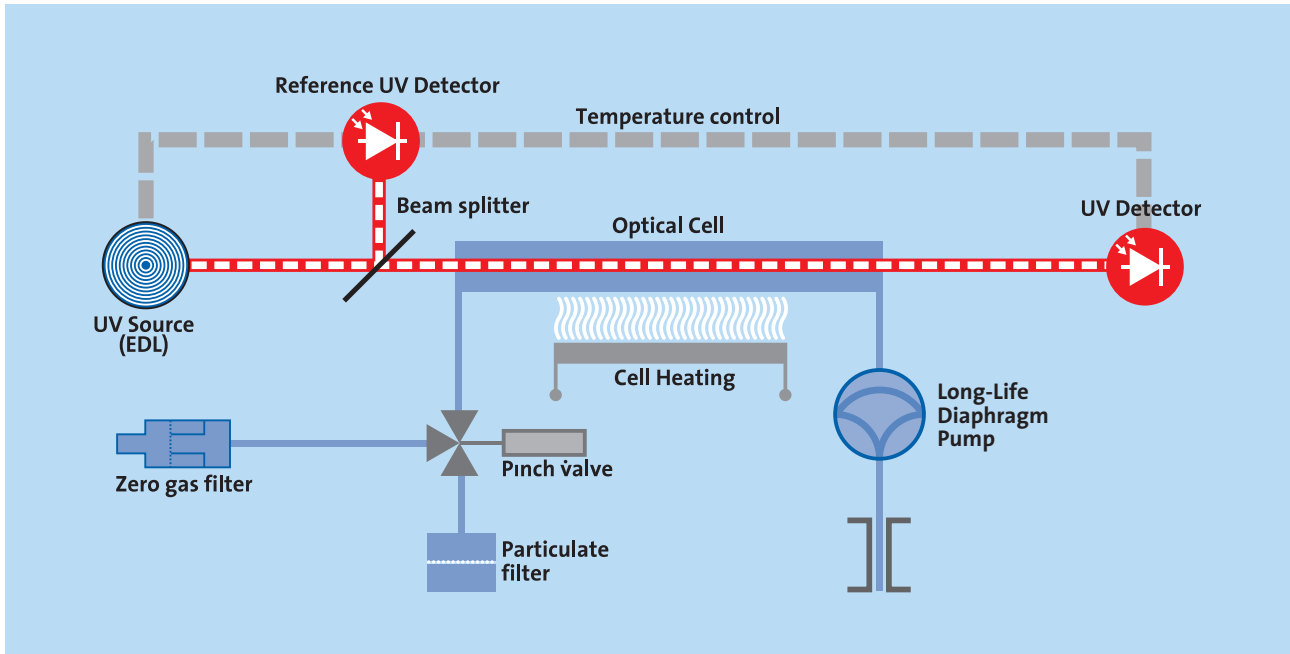 Reference UV Detector
Temperature control
Beam splitter
UV Detector
Optical Cell
UV Source
(EDL)
Cell Heating
Long-Life
Diaphragm
Pump
Pinch valve
Zero gas filter
Particulate
filter